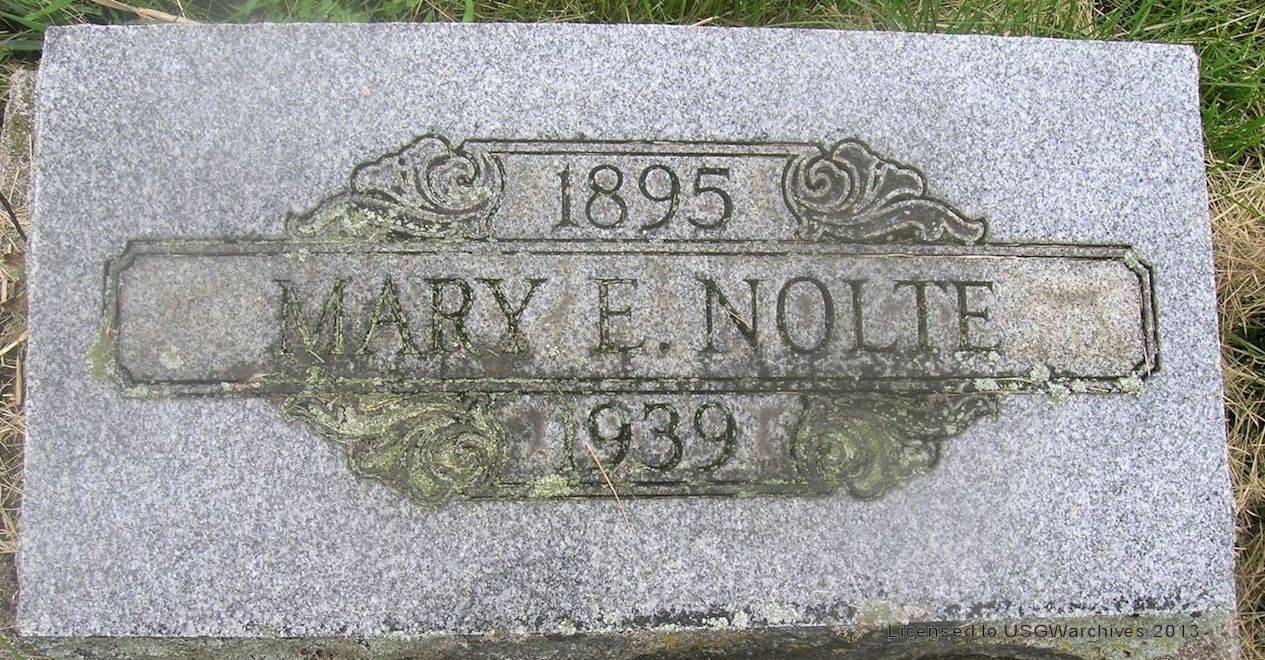 1895
MARY E. NOLTE
1939
Licensed to USGWarchives 2013